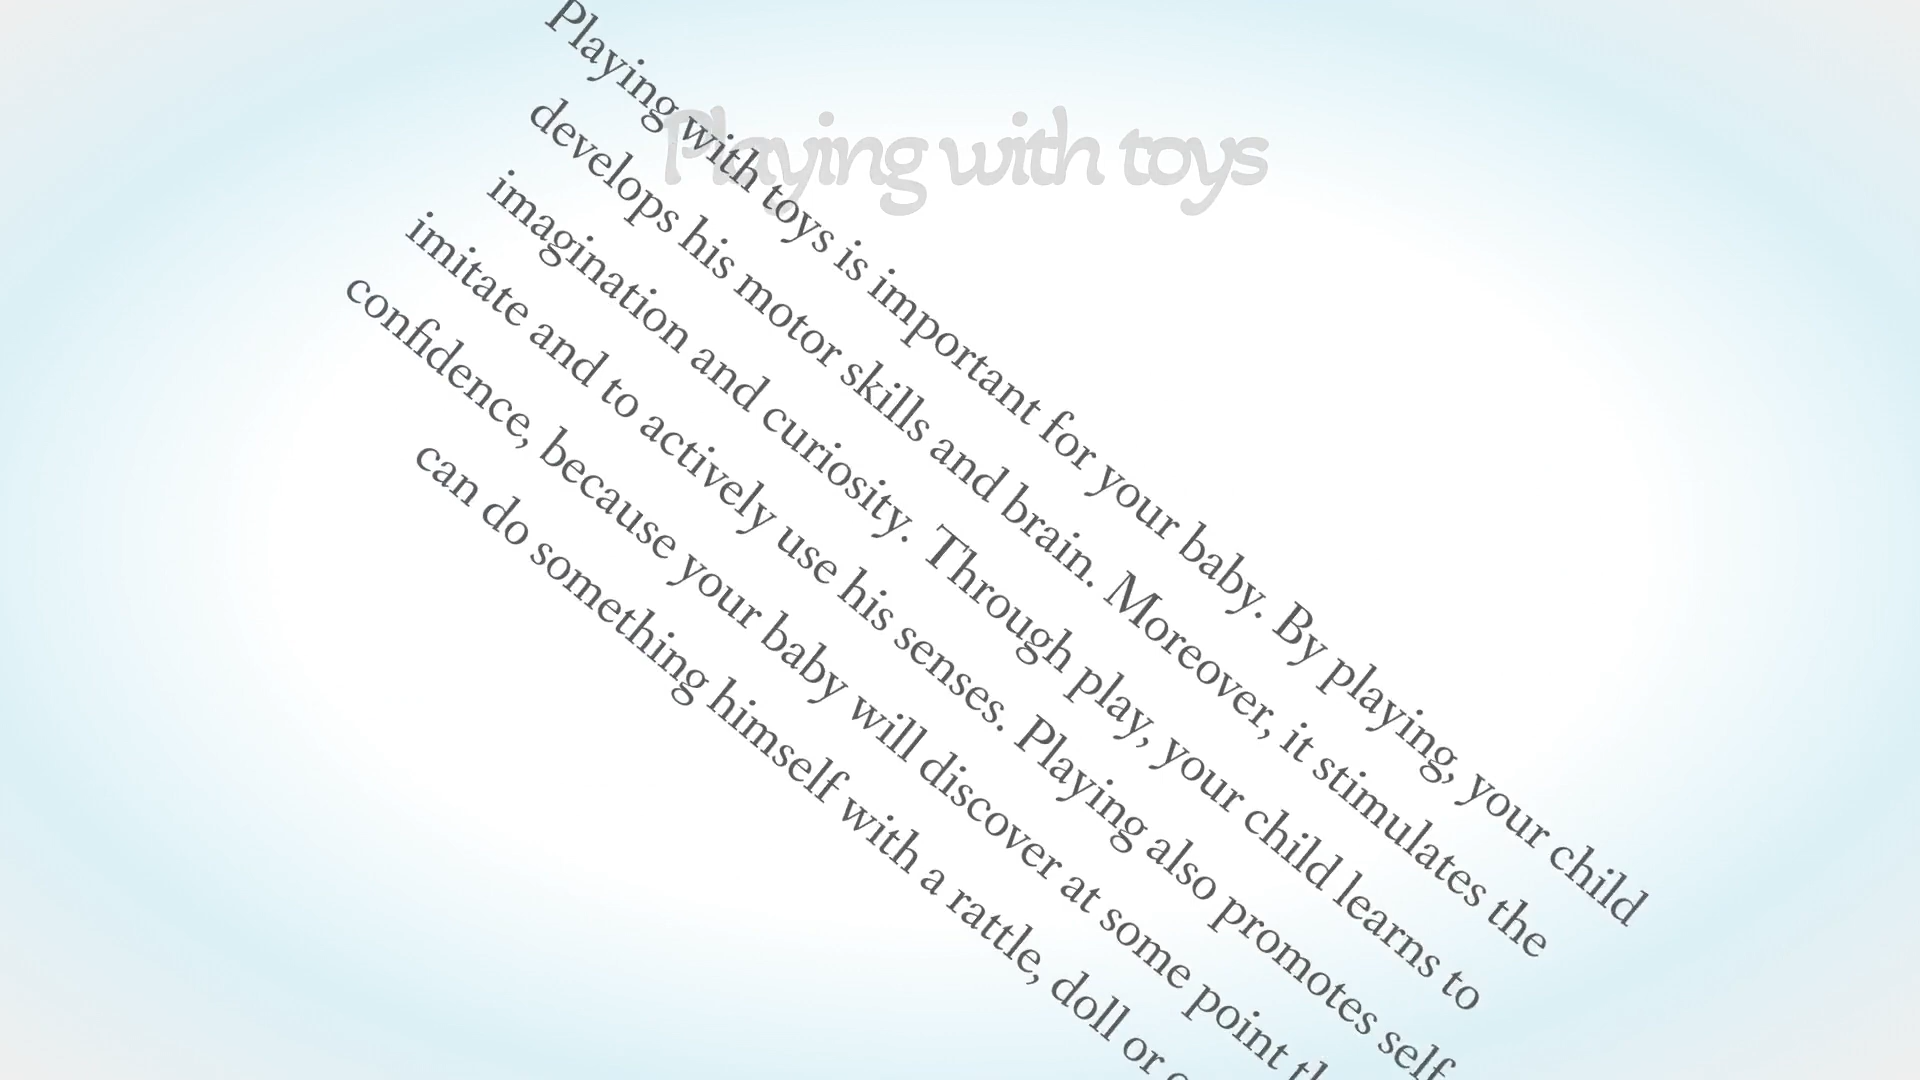 Playing with toys
Playing with toys is important for your baby. By playing, your child
develops his motor skills and brain. Moreover, it stimulates the
imagination and curiosity. Through play, your child learns to
imitate and to actively use his senses. Playing also promotes self
confidence, because your baby will discover at some point
can do something himself with a rattle, doll or